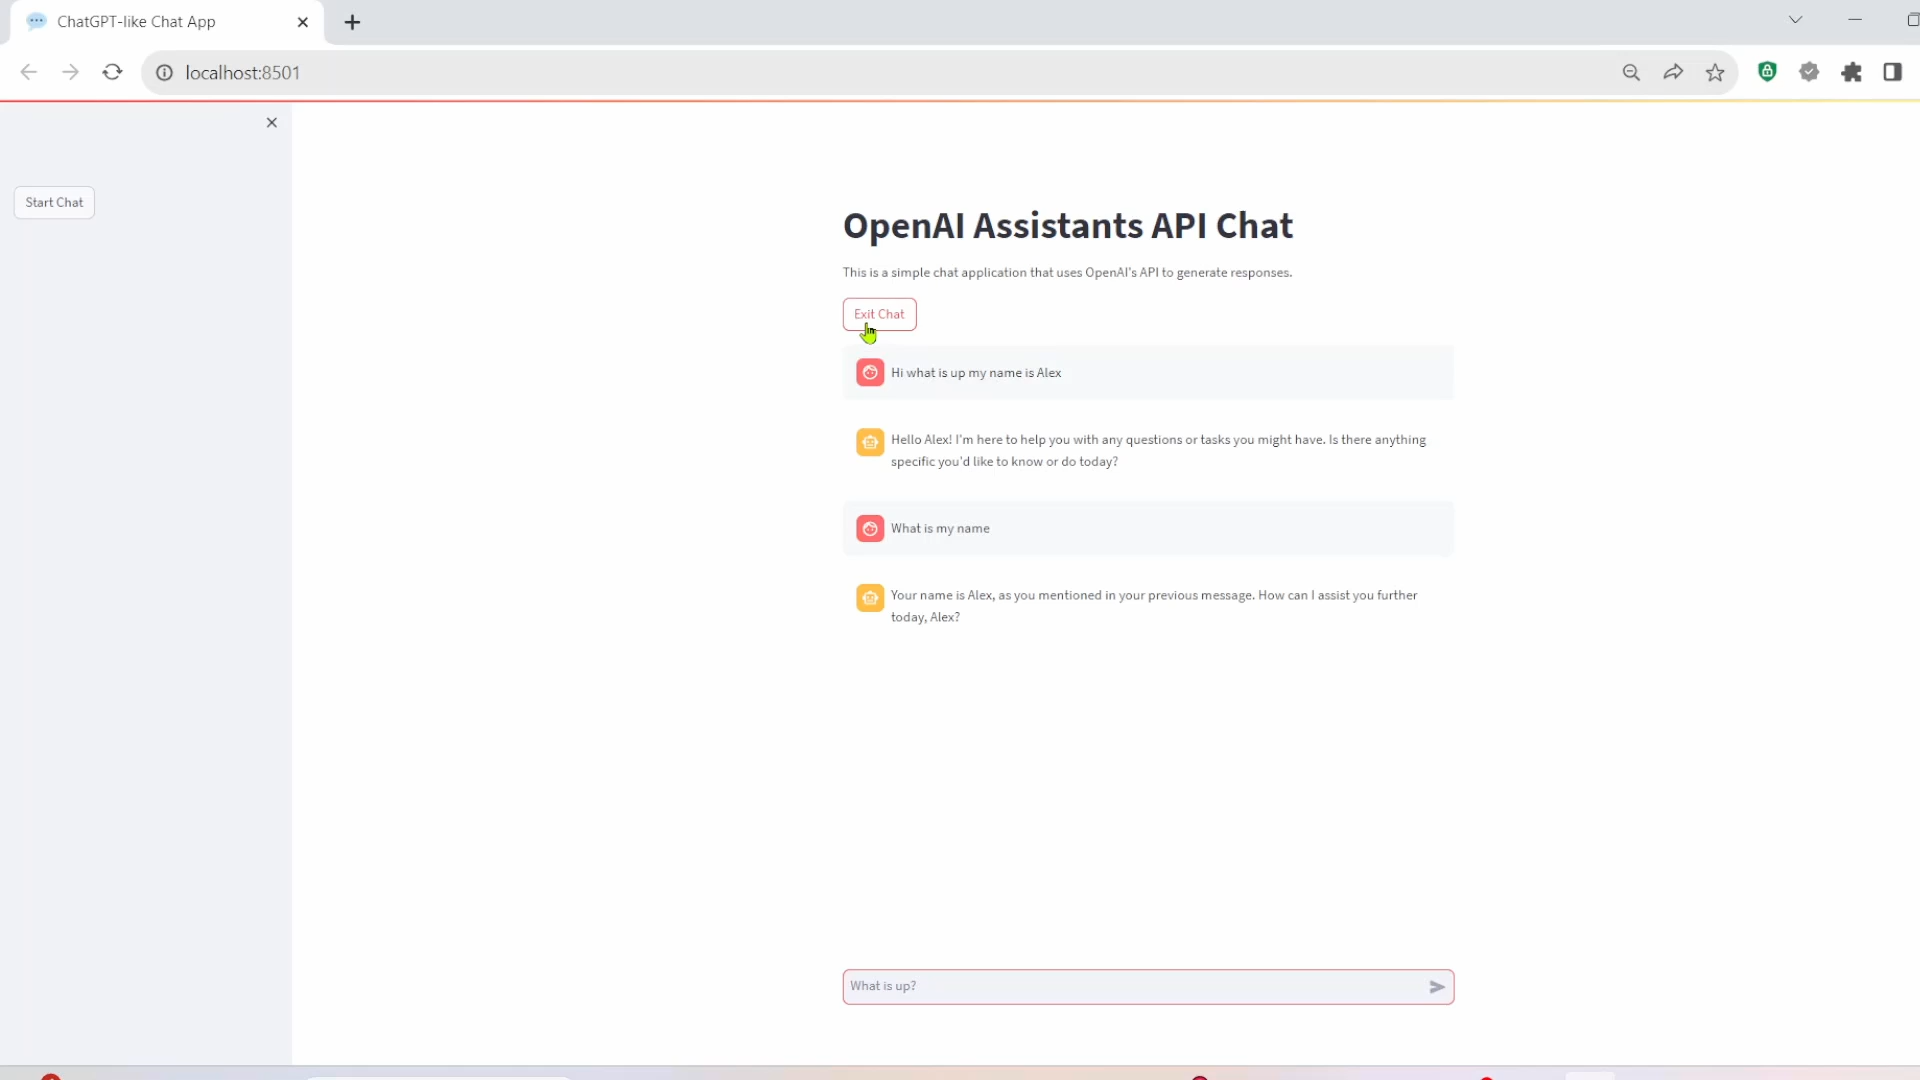 ChatGPT-like Chat App
localhost:8501
Start Chat
OpenAI Assistants API Chat
This is a simple chat application that uses OpenAI's API to generate responses.
Exit Chat
Hi what is up my name is Alex
Hello Alex! I'm here to help you with any questions or tasks you might have. Is there anything
specific you'd like to know or do today?
What is my name
Your name is Alex, as you mentioned in your previous message. How can I assist you further
today, Alex?
What is up?